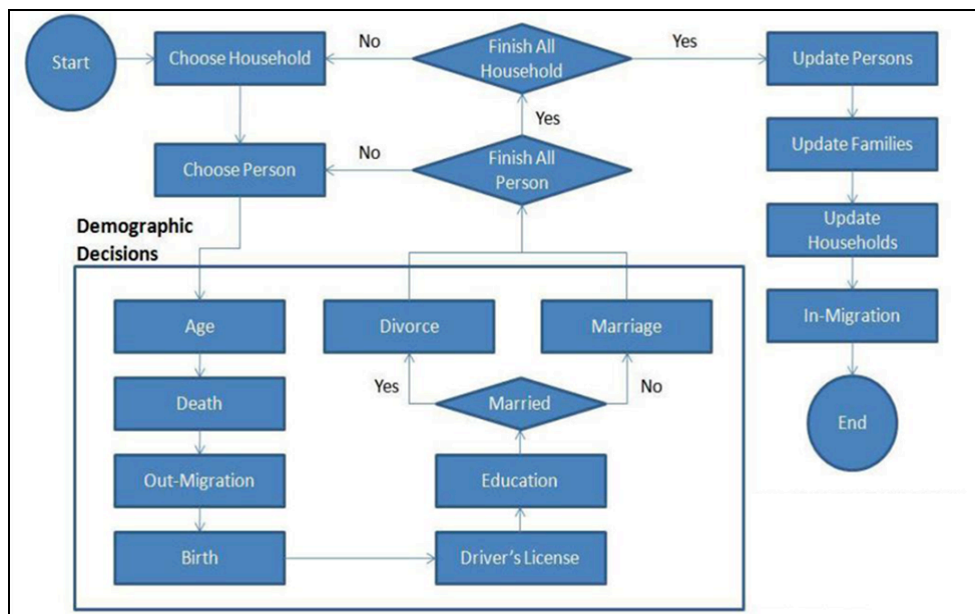 Start
Choose Household
No
Finish All
Household
Yes
Update Persons
Yes
Choose Person
No
Finish All
Person
Update Families
Demographic
Decisions
Update
Households
Age
Divorce
Marriage
In-Migration
Yes
Married
No
Death
End
Out-Migration
Education
Birth
Driver's License